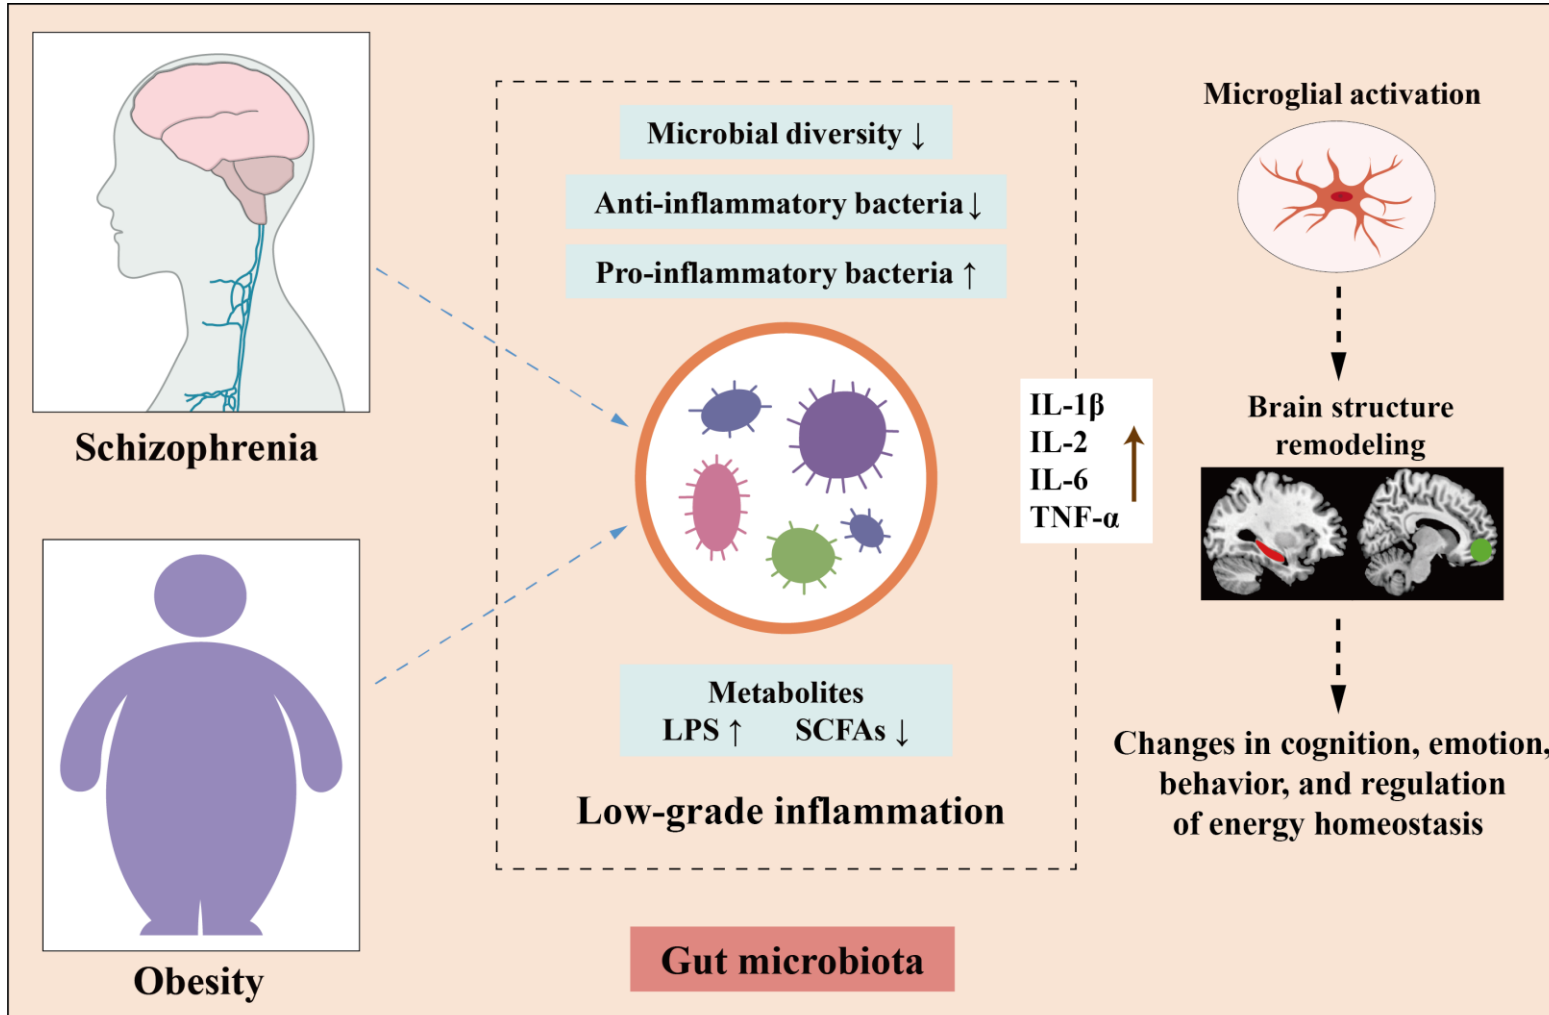 Schizophrenia
Obesity
Microbial diversity ↓
Anti-inflammatory bacteria ↓
Pro-inflammatory bacteria ↑
Metabolites
LPS ↑ SCFAs ↓
Low-grade inflammation
Gut microbiota
IL-1β
IL-2
IL-6
TNF-α
Microglial activation
Brain structure
remodeling
Changes in cognition, emotion,
behavior, and regulation
of energy homeostasis